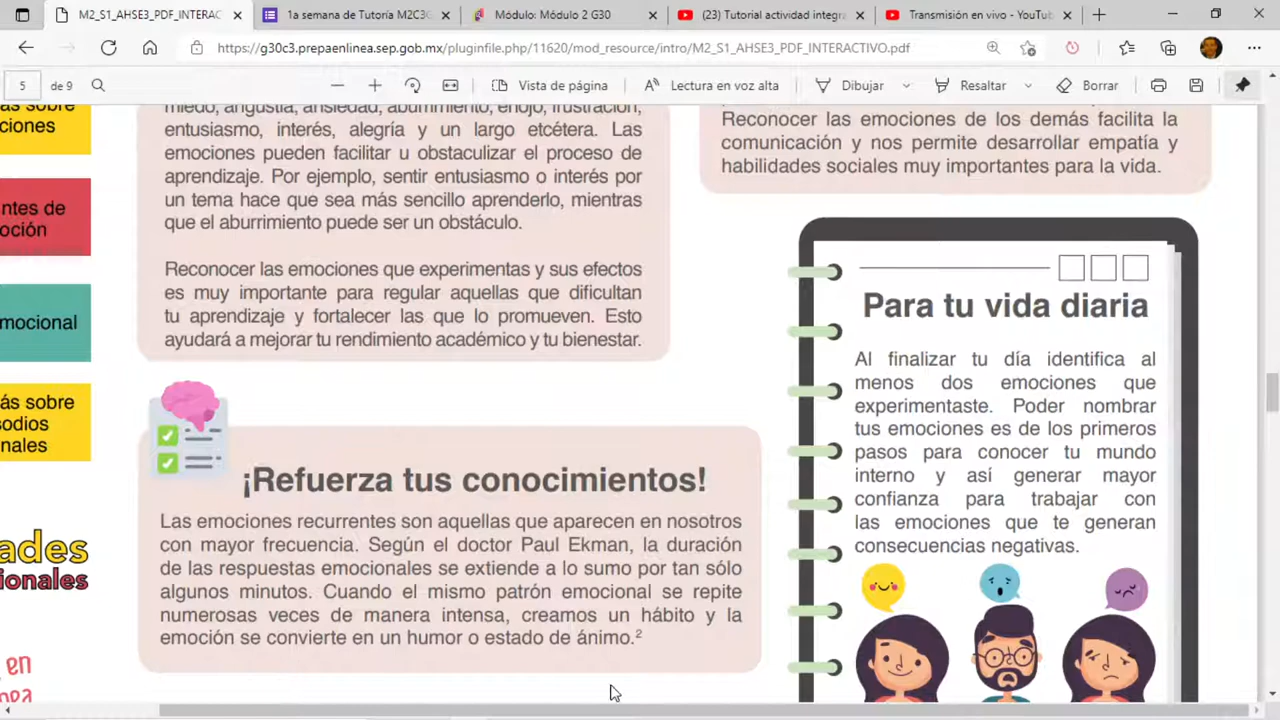 M2_S1_AHSE3_PDF_INTERAC
1a semana de Tutoría M2C3G
Módulo: Módulo 2 G30
(23) Tutorial actividad integra
Transmisión en vivo - YouTub
https://g30c3.prepaenlinea.sep.gob.mx/pluginfile.php/11620/mod_resource/intro/M2_S1_AHSE3_PDF_INTERACTIVO.pdf
5 de 9
Vista de página
Lectura en voz alta
Dibujar
Resaltar
Borrar
ás sobre
ciones
ntes de
oción
mocional
ás sobre
sodios
nales
ades
ionales
en
miedo, angustia, ansiedad, aburrimiento, enojo, frustración,
entusiasmo, interés, alegría y un largo etcétera. Las
emociones pueden facilitar u obstaculizar el proceso de
aprendizaje. Por ejemplo, sentir entusiasmo o interés por
un tema hace que sea más sencillo aprenderlo, mientras
que el aburrimiento puede ser un obstáculo.
Reconocer las emociones que experimentas y sus efectos
es muy importante para regular aquellas que dificultan
tu aprendizaje y fortalecer las que lo promueven. Esto
ayudará a mejorar tu rendimiento académico y tu bienestar.
¡Refuerza tus conocimientos!
Las emociones recurrentes son aquellas que aparecen en nosotros
con mayor frecuencia. Según el doctor Paul Ekman, la duración
de las respuestas emocionales se extiende a lo sumo por tan sólo
algunos minutos. Cuando el mismo patrón emocional se repite
numerosas veces de manera intensa, creamos un hábito y la
emoción se convierte en un humor o estado de ánimo.²
Reconocer las emociones de los demás facilita la
comunicación y nos permite desarrollar empatía y
habilidades sociales muy importantes para la vida.
Para tu vida diaria
Al finalizar tu día identifica al
menos dos emociones que
experimentaste. Poder nombrar
tus emociones es de los primeros
pasos para conocer tu mundo
interno y así generar mayor
confianza para trabajar con
las emociones que te generan
consecuencias negativas.